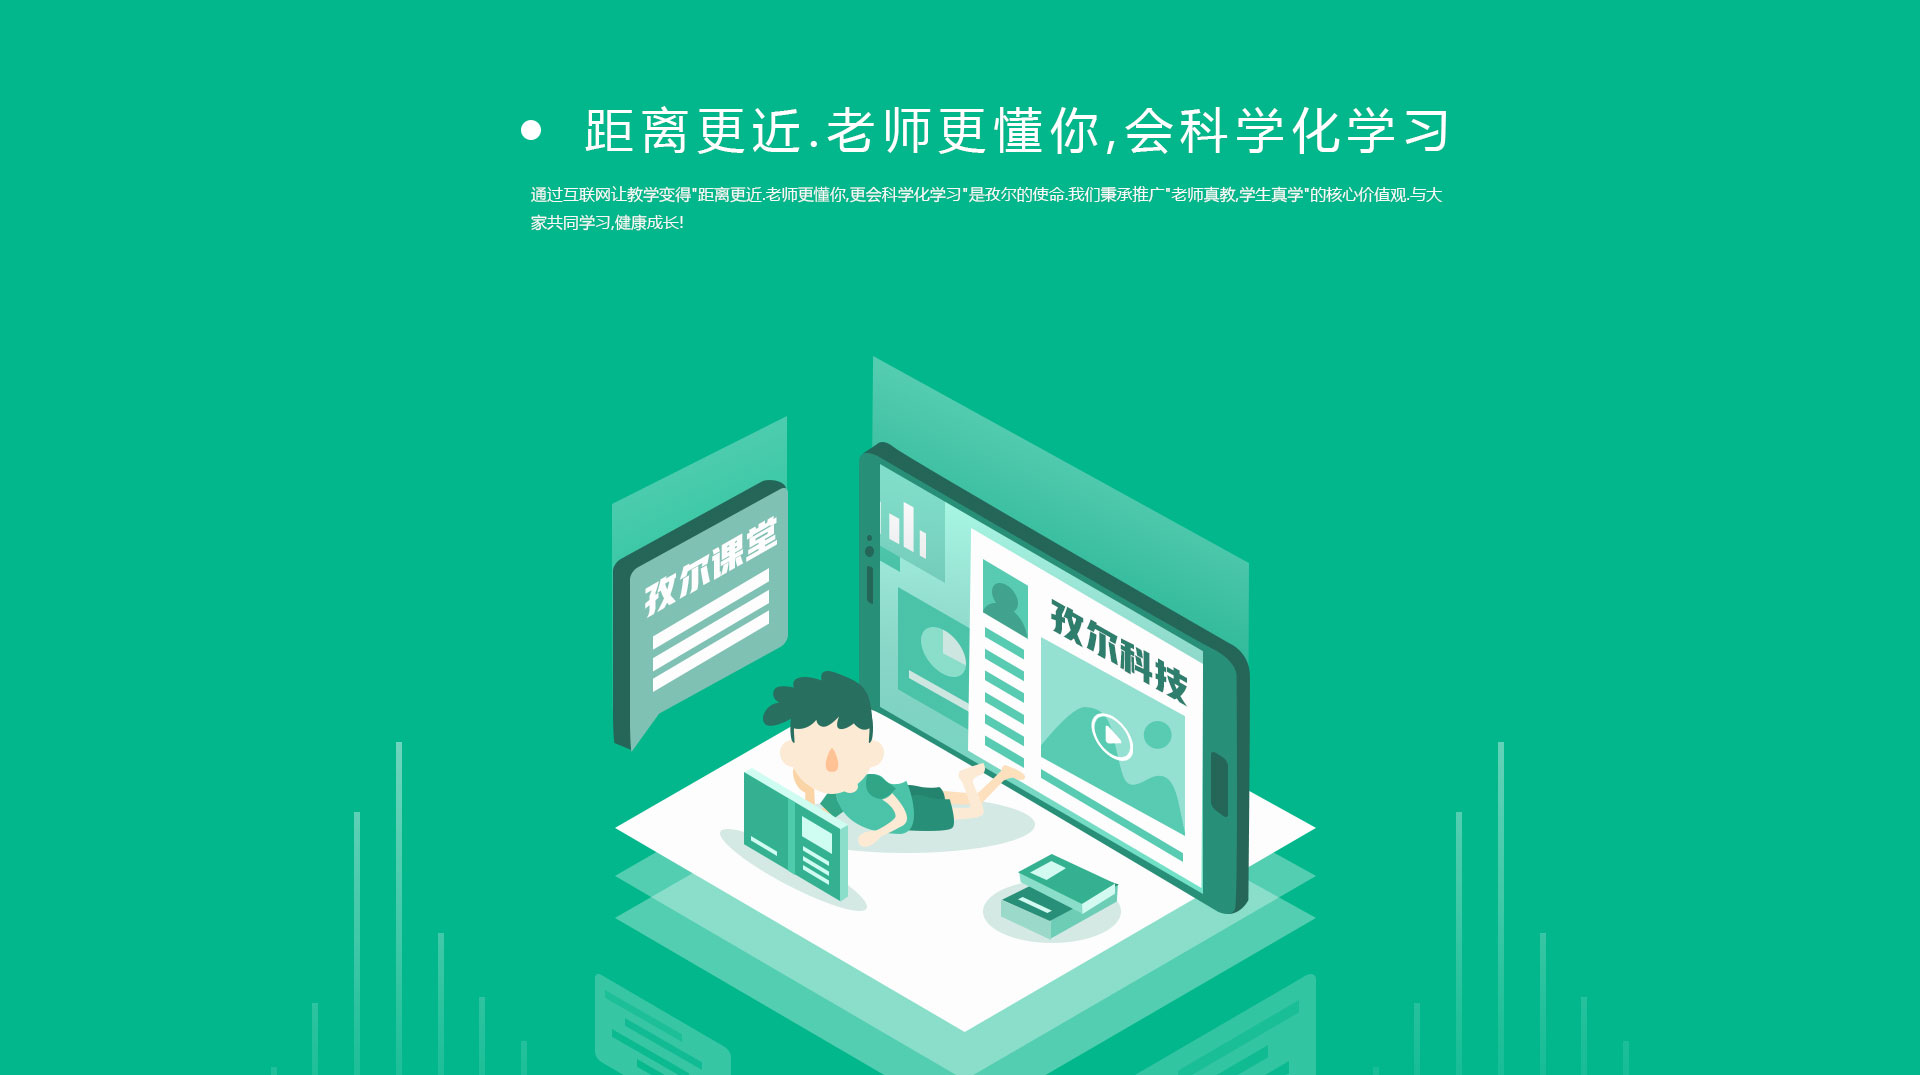 距离更近.老师更懂你,会科学化学习
通过互联网让教学变得"距离更近.老师更懂你,更会科学化学习"是孜尔的使命.我们秉承推广"老师真教,学生真学"的核心价值观.与大
家共同学习,健康成长!
孜尔课堂
孜尔科技